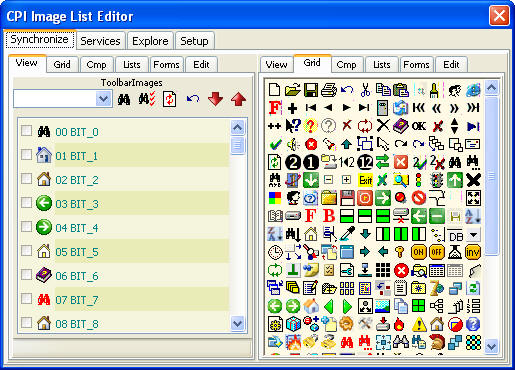 CPI Image List Editor
Synchronize Services Explore Setup
View Grid Cmp Lists Forms Edit
View Grid Cmp Lists Forms Edit
ToolbarImages
00 BIT_0
01 BIT_1
02 BIT_2
03 BIT_3
04 BIT_4
05 BIT_5
06 BIT_6
07 BIT_7
08 BIT_8
OK
Exit
F B
DB
ON OFF inv